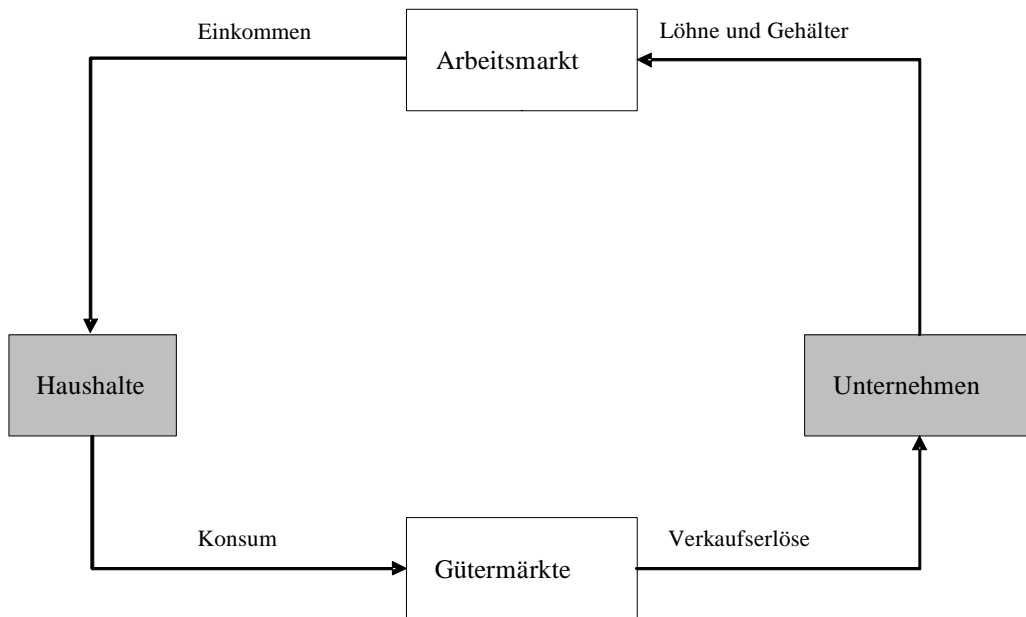 Einkommen
Arbeitsmarkt
Löhne und Gehälter
Haushalte
Unternehmen
Konsum
Gütermärkte
Verkaufserlöse